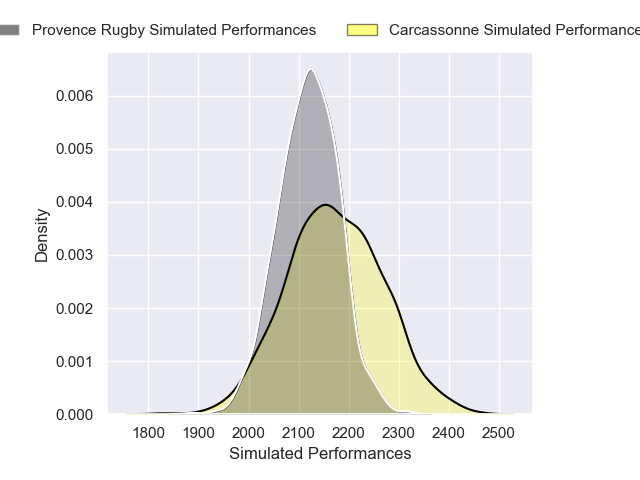 Provence Rugby Simulated Performances
Carcassonne Simulated Performance
0.006
0.005
0.004
0.003
0.002
0.001
0.000
Density
1800 1900 2000 2100 2200 2300 2400 2500
Simulated Performances